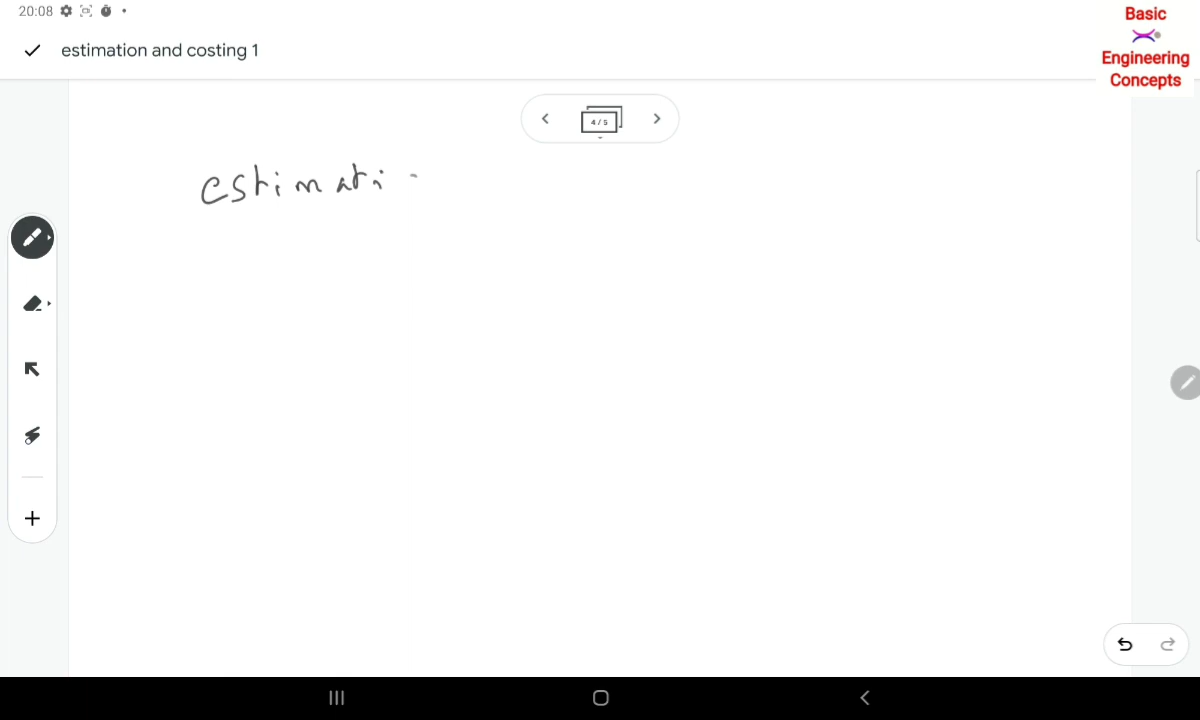 20:08
Basic
estimation and costing 1
Engineering
Concepts
4/5
estimati